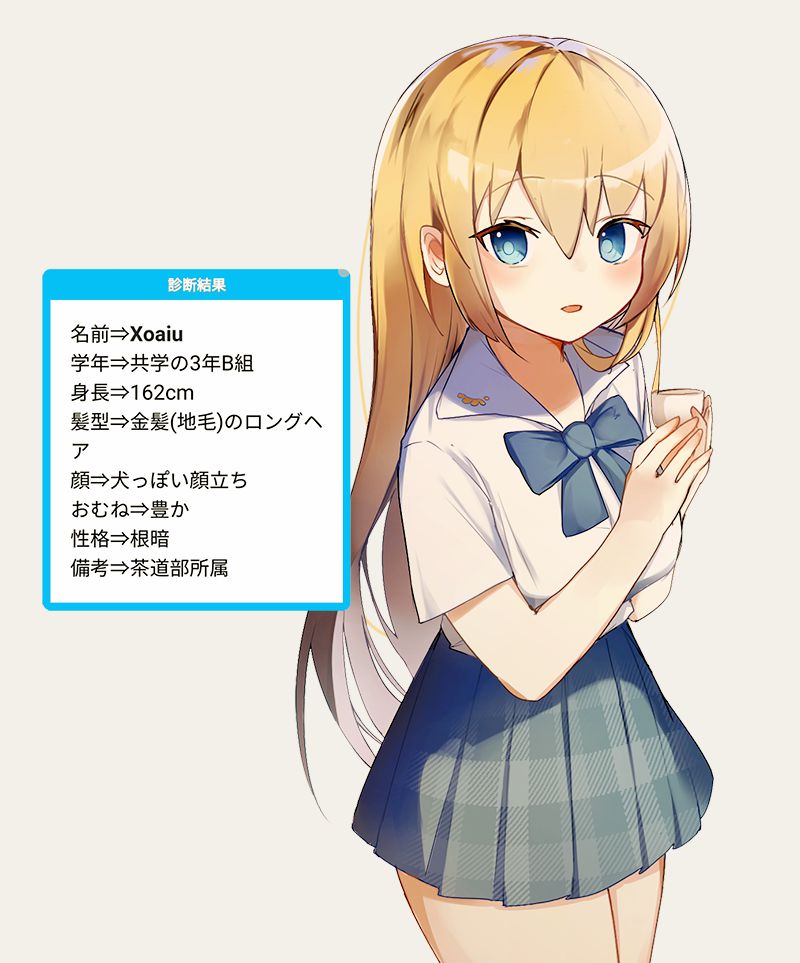 診断結果
名前⇒Xoaiu
学年⇒共学の3年B組
身長⇒162cm
髪型⇒金髪(地毛)のロングヘ
ア
顔⇒犬っぽい顔立ち
おむね⇒豊か
性格⇒根暗
備考⇒茶道部所属